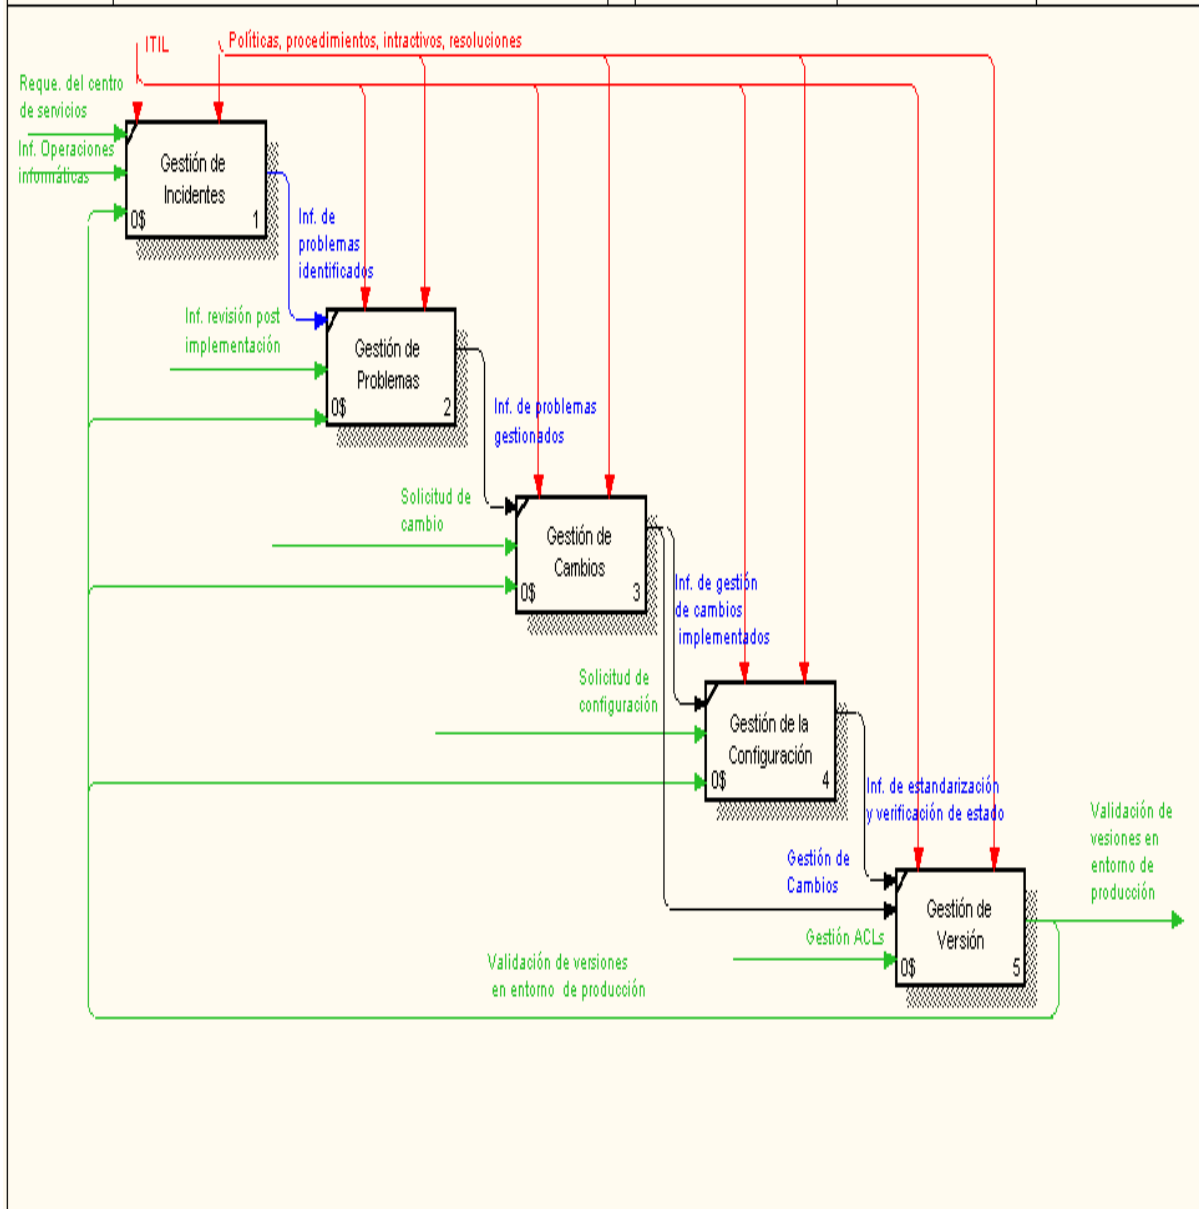 ITIL
Políticas, procedimientos, intractivos, resoluciones
Reque. del centro
de servicios
Inf. Operaciones
informáticas
Gestión de
Incidentes
0$
1
Inf. de
problemas
identificados
Inf. revisión post
implementación
Gestión de
Problemas
0$
2
Inf. de problemas
gestionados
Solicitud de
cambio
Gestión de
Cambios
0$
3
Inf. de gestión
de cambios
implementados
Solicitud de
configuración
Gestión de la
Configuración
0$
4
Inf. de estandarización
y verificación de estado
Validación de
vesiones en
entorno de
producción
Gestión de
Cambios
Gestión de
Versión
0$
5
Gestión ACLs
Validación de versiones
en entorno de producción